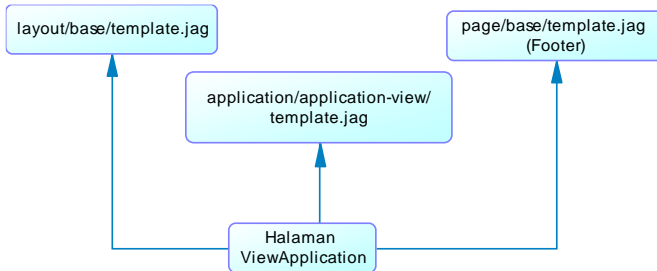 layout/base/template.jag
page/base/template.jag
(Footer)
application/application-view/
template.jag
Halaman
ViewApplication